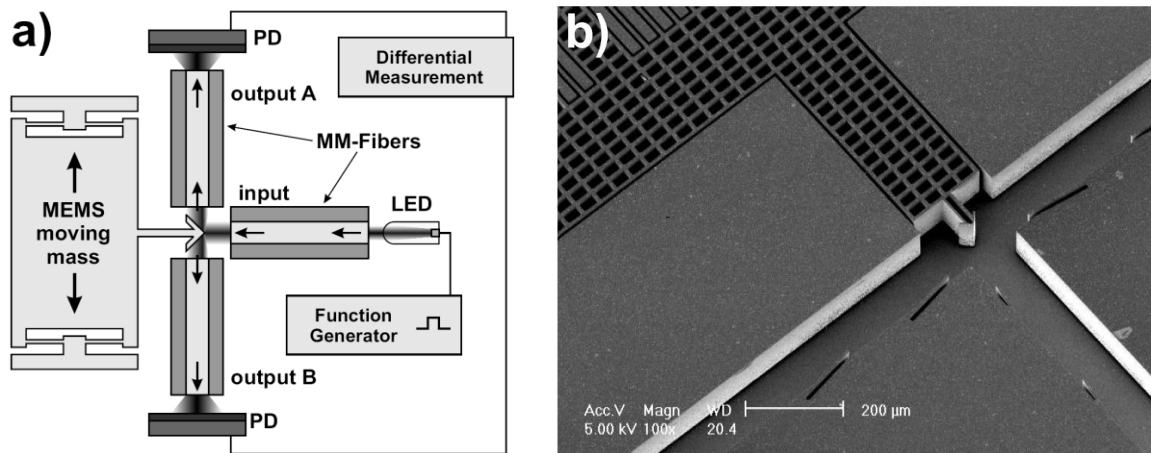 a)
PD
Differential
Measurement
output A
MM-Fibers
input
LED
MEMS
moving
mass
Function
Generator
output B
PD
b)
Acc.V Magn WD
5.00 kV 100x 20.4
200 µm